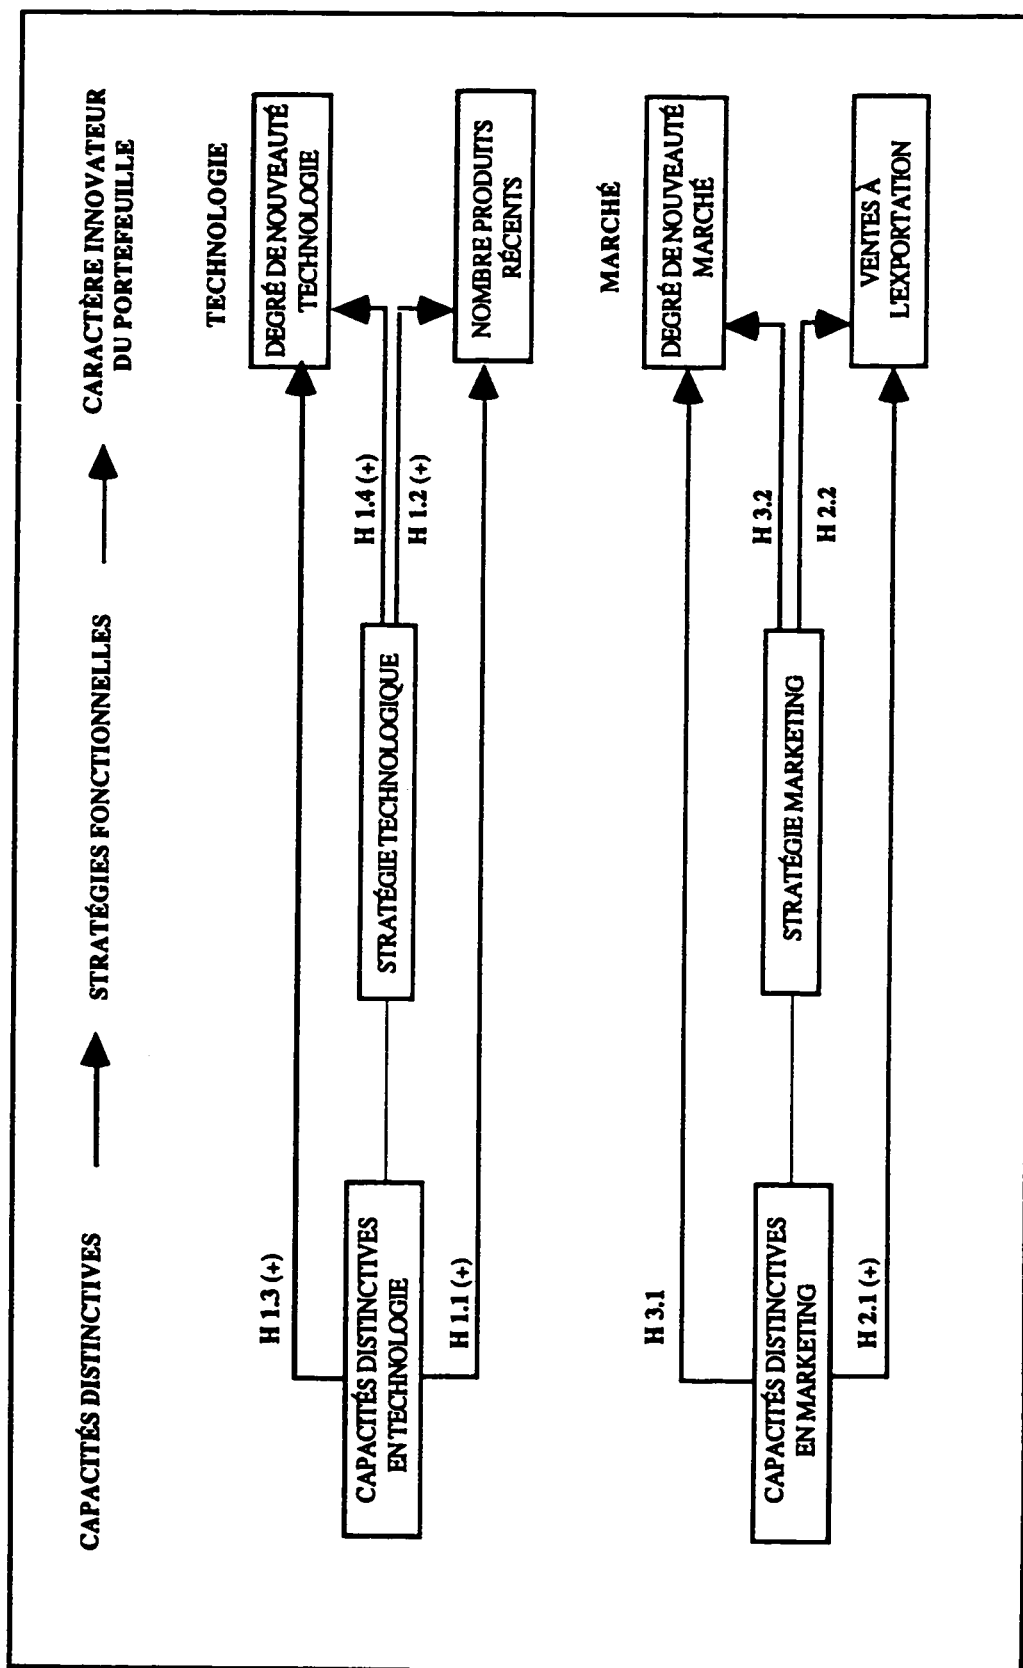 CAPACITÉS DISTINCTIVES
STRATÉGIES FONCTIONNELLES
CARACTÈRE INNOVATEUR
DU PORTEFEUILLE
TECHNOLOGIE
H 1.3 (+)
DEGRÉ DE NOUVEAUTÉ
TECHNOLOGIE
CAPACITÉS DISTINCTIVES
EN TECHNOLOGIE
STRATÉGIE TECHNOLOGIQUE
H 1.4 (+)
H 1.2 (+)
H 1.1 (+)
NOMBRE PRODUITS
RÉCENTS
MARCHÉ
H 3.1
DEGRÉ DE NOUVEAUTÉ
MARCHÉ
CAPACITÉS DISTINCTIVES
EN MARKETING
STRATÉGIE MARKETING
H 3.2
H 2.2
H 2.1 (+)
VENTES À
L'EXPORTATION